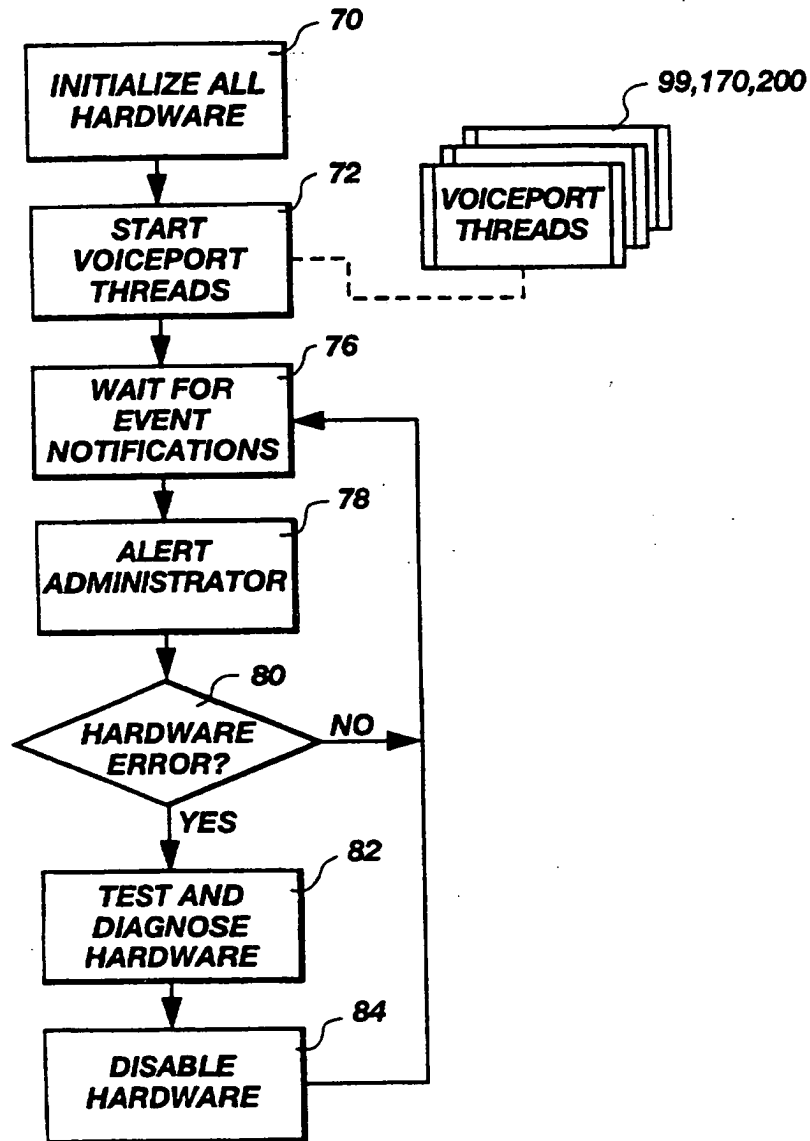 70
INITIALIZE ALL
HARDWARE
99,170,200
VOICEPORT
THREADS
72
START
VOICEPORT
THREADS
76
WAIT FOR
EVENT
NOTIFICATIONS
78
ALERT
ADMINISTRATOR
80
HARDWARE
ERROR?
NO
YES
82
TEST AND
DIAGNOSE
HARDWARE
84
DISABLE
HARDWARE